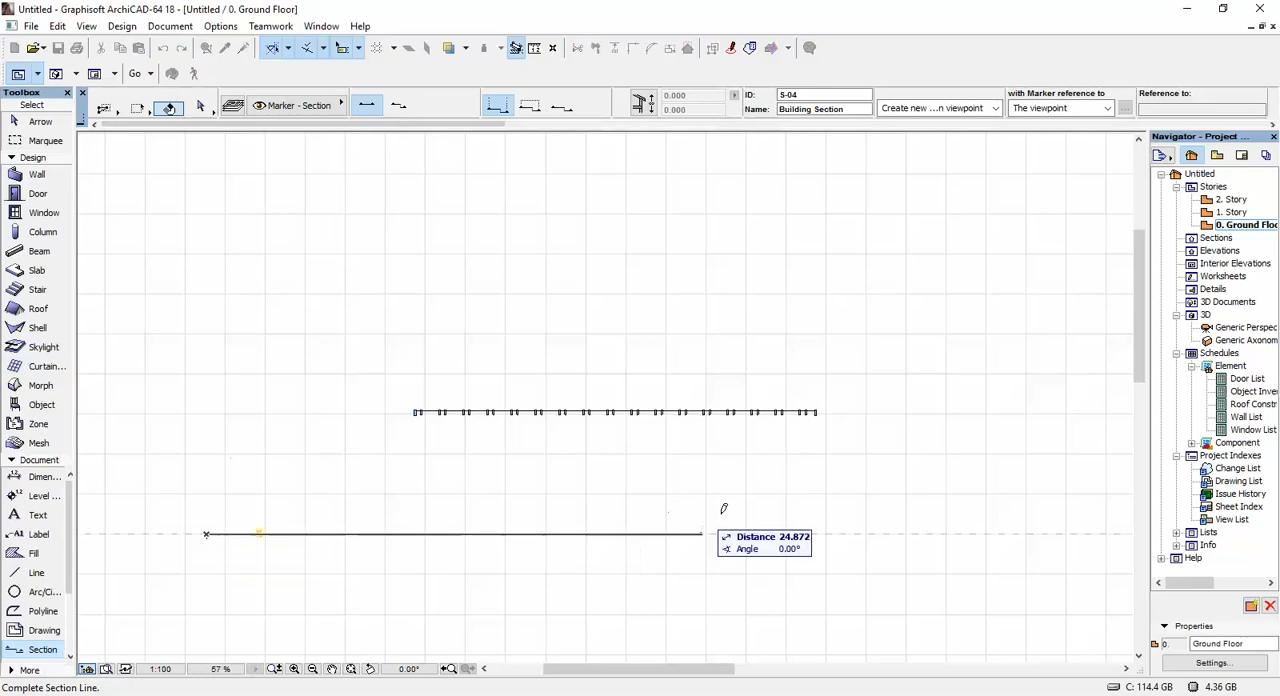 Untitled - Graphisoft ArchiCAD-64 18 - [Untitled / 0. Ground Floor]
File Edit View Design Document Options Teamwork Window Help
Go
Toolbox
Select
Arrow
Marquee
Design
Wall
Door
Window
Column
Beam
Slab
Stair
Roof
Shell
Skylight
Curtain...
Morph
Object
Zone
Mesh
Document
Dimen...
Level ...
Text
Label
Fill
Line
Arc/Ci...
Polyline
Drawing
Section
More
Marker - Section
0.000
0.000
ID: S-04
Name: Building Section
Create new ...n viewpoint
with Marker reference to
The viewpoint
Reference to:
Distance 24.872
Angle 0.00°
Navigator - Project ...
Untitled
Stories
2. Story
1. Story
0. Ground Floo
Sections
Elevations
Interior Elevations
Worksheets
Details
3D Documents
3D
Generic Perspec
Generic Axonom
Schedules
Element
Door List
Object Inver
Roof Constr
Wall List
Window List
Component
Project Indexes
Change List
Drawing List
Issue History
Sheet Index
View List
Lists
Info
Help
Properties
0. Ground Floor
Settings...
1:100 57 % 0.00°
Complete Section Line.
C: 114.4 GB 4.36 GB